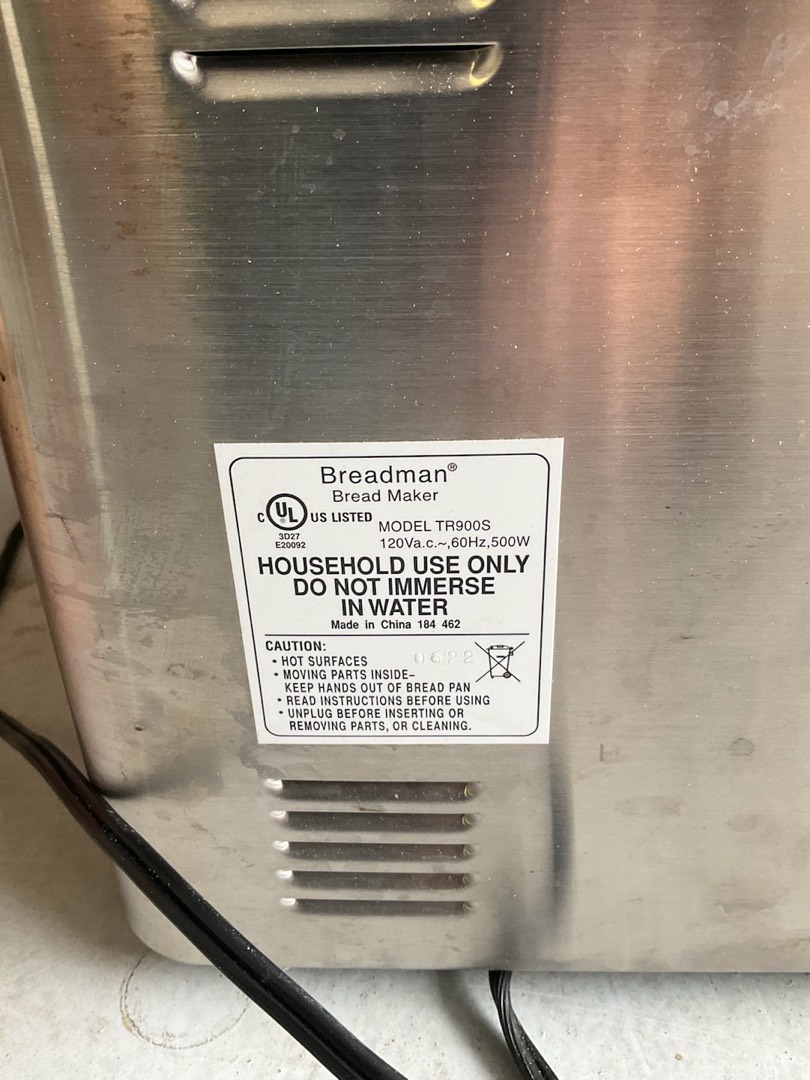 Breadman®
Bread Maker
C UL US LISTED
3D27
E20092
MODEL TR900S
120Va.c.~,60Hz,500W
HOUSEHOLD USE ONLY
DO NOT IMMERSE
IN WATER
Made in China 184 462
CAUTION:
• HOT SURFACES
• MOVING PARTS INSIDE–
KEEP HANDS OUT OF BREAD PAN
• READ INSTRUCTIONS BEFORE USING
• UNPLUG BEFORE INSERTING OR
REMOVING PARTS, OR CLEANING.